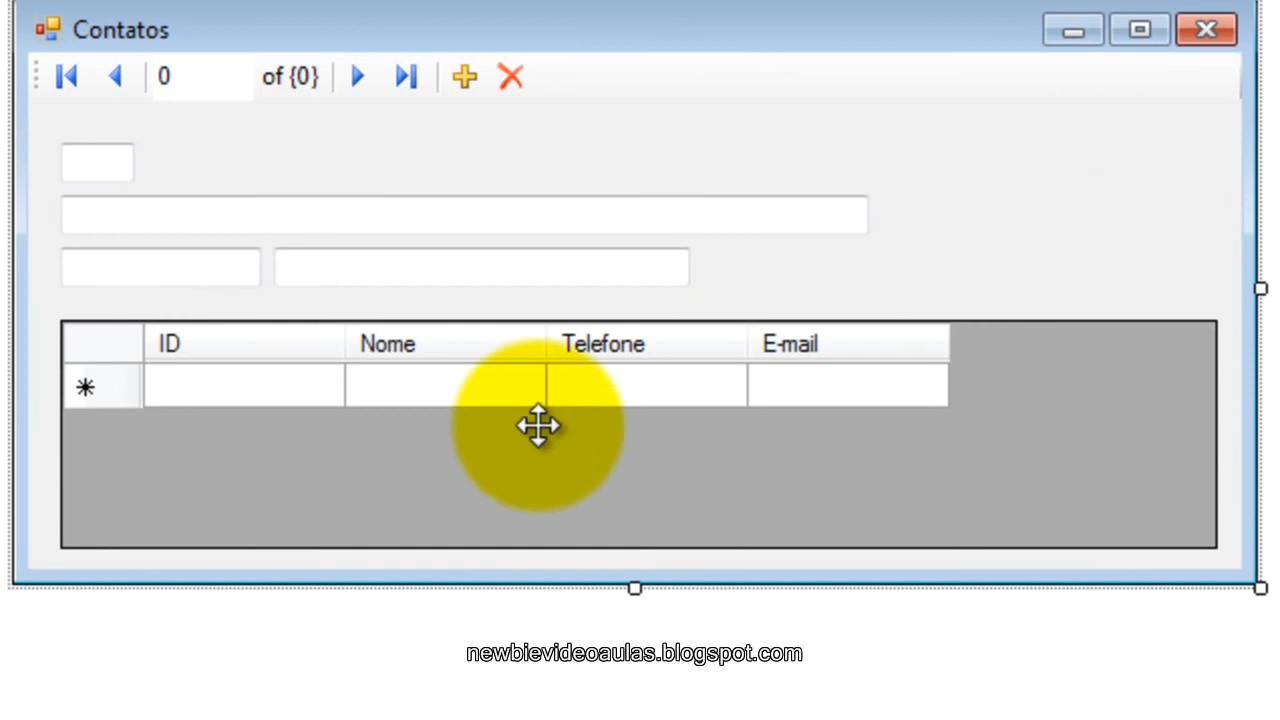 Contatos
0 of {0}
ID Nome Telefone E-mail
newbievideoaulas.blogspot.com